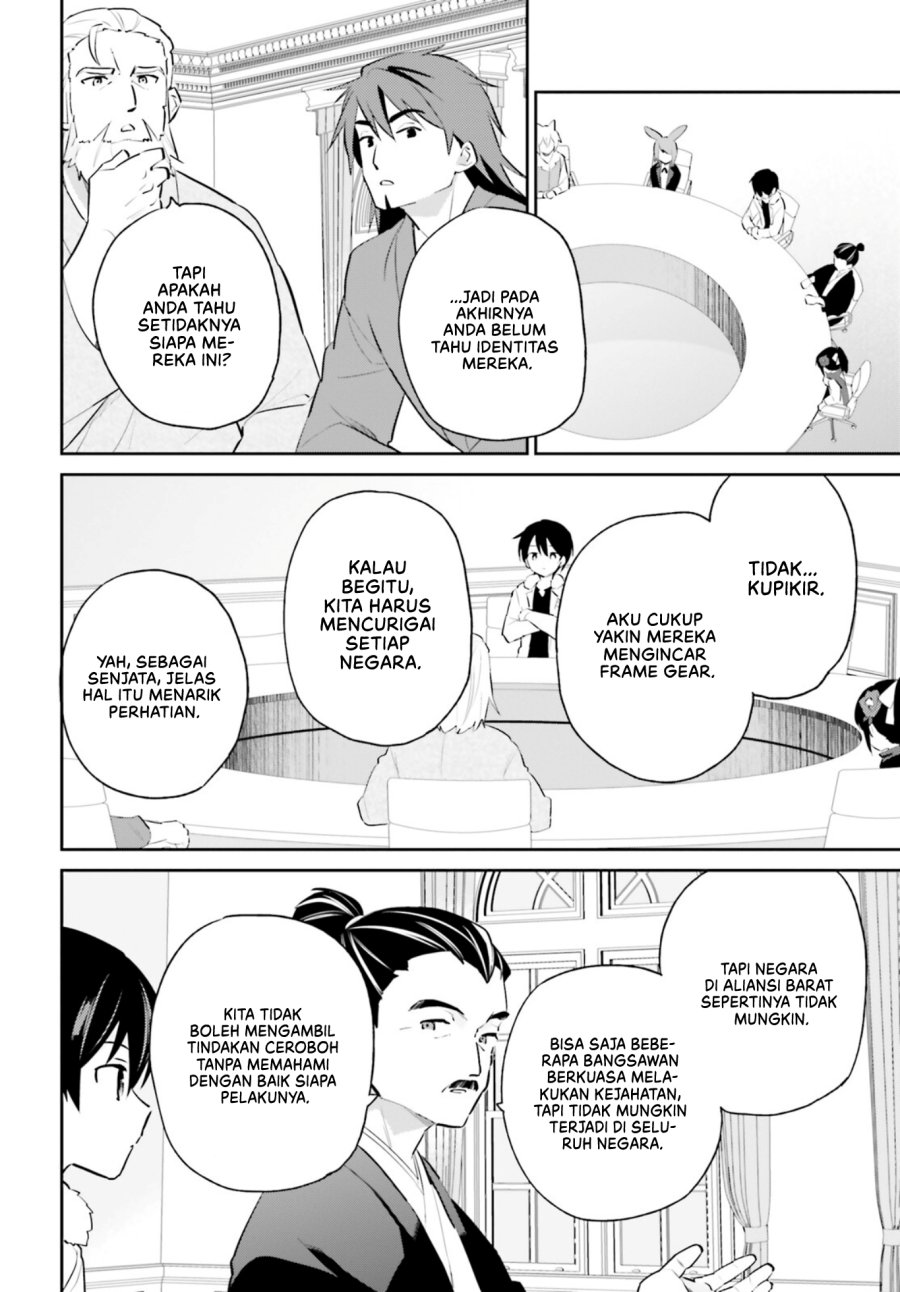 ...JADI PADA
AKHIRNYA
ANDA BELUM
TAHU IDENTITAS
MEREKA.
TAPI
APAKAH
ANDA TAHU
SETIDAKNYA
SIAPA ME-
REKA INI?
TIDAK...
KUPIKIR.
AKU CUKUP
YAKIN MEREKA
MENGINCAR
FRAME GEAR.
KALAU
BEGITU,
KITA HARUS
MENCURIGAI
SETIAP
NEGARA.
YAH, SEBAGAI
SENJATA, JELAS
HAL ITU MENARIK
PERHATIAN.
TAPI NEGARA
DI ALIANSI BARAT
SEPERTINYA TIDAK
MUNGKIN.
BISA SAJA BEBE-
RAPA BANGSAWAN
BERKUASA MELA-
KUKAN KEJAHATAN,
TAPI TIDAK MUNGKIN
TERJADI DI SELU-
RUH NEGARA.
KITA TIDAK
BOLEH MENGAMBIL
TINDAKAN CEROBOH
TANPA MEMAHAMI
DENGAN BAIK SIAPA
PELAKUNYA.